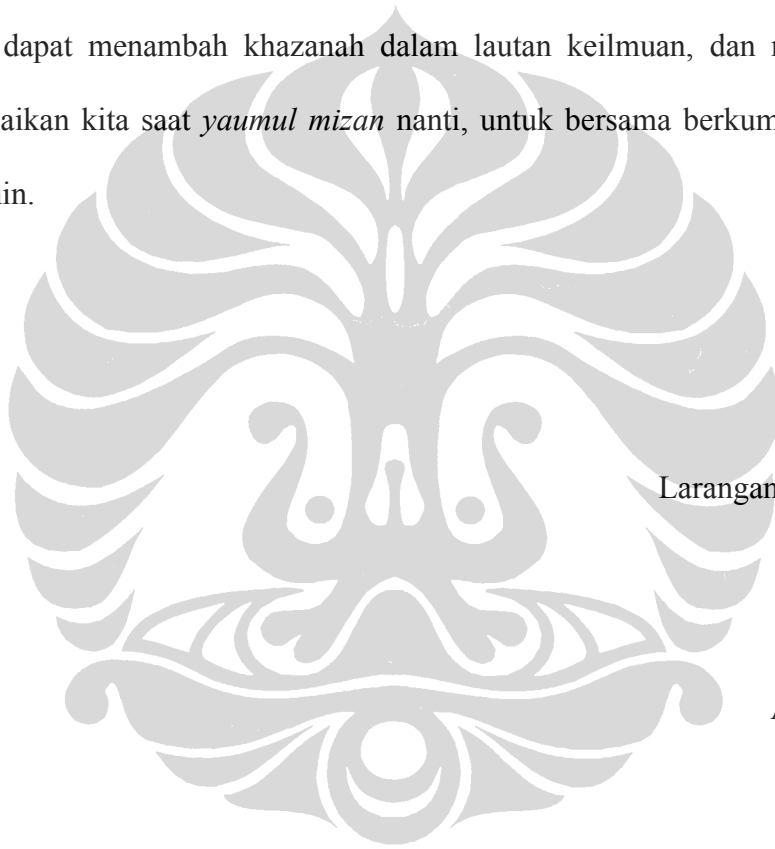 dapat menambah khazanah dalam lautan keilmuan, dan
aikan kita saat yaumul mizan nanti, untuk bersama berkum
in.
Larangan